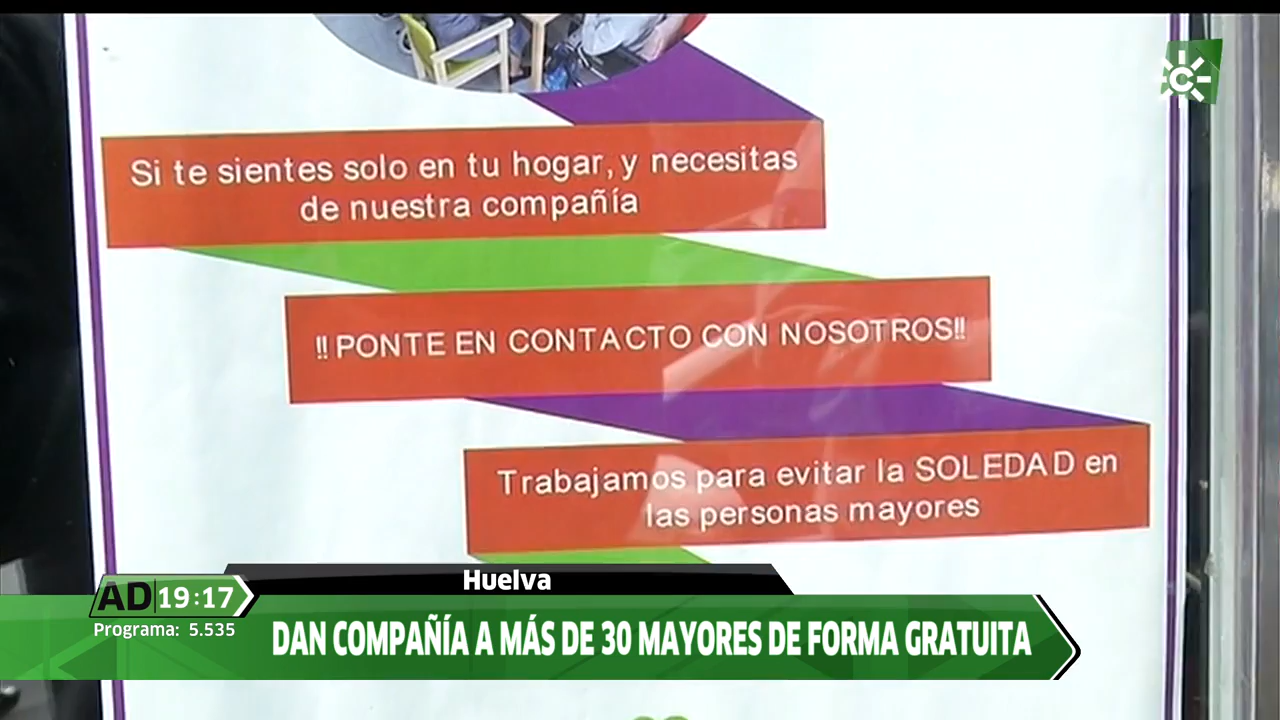 Si te sientes solo en tu hogar, y necesitas
de nuestra compañía
!! PONTE EN CONTACTO CON NOSOTROS!!
Trabajamos para evitar la SOLEDAD en
las personas mayores
Huelva
AD 19:17
Programa: 5.535
DAN COMPAÑÍA A MÁS DE 30 MAYORES DE FORMA GRATUITA